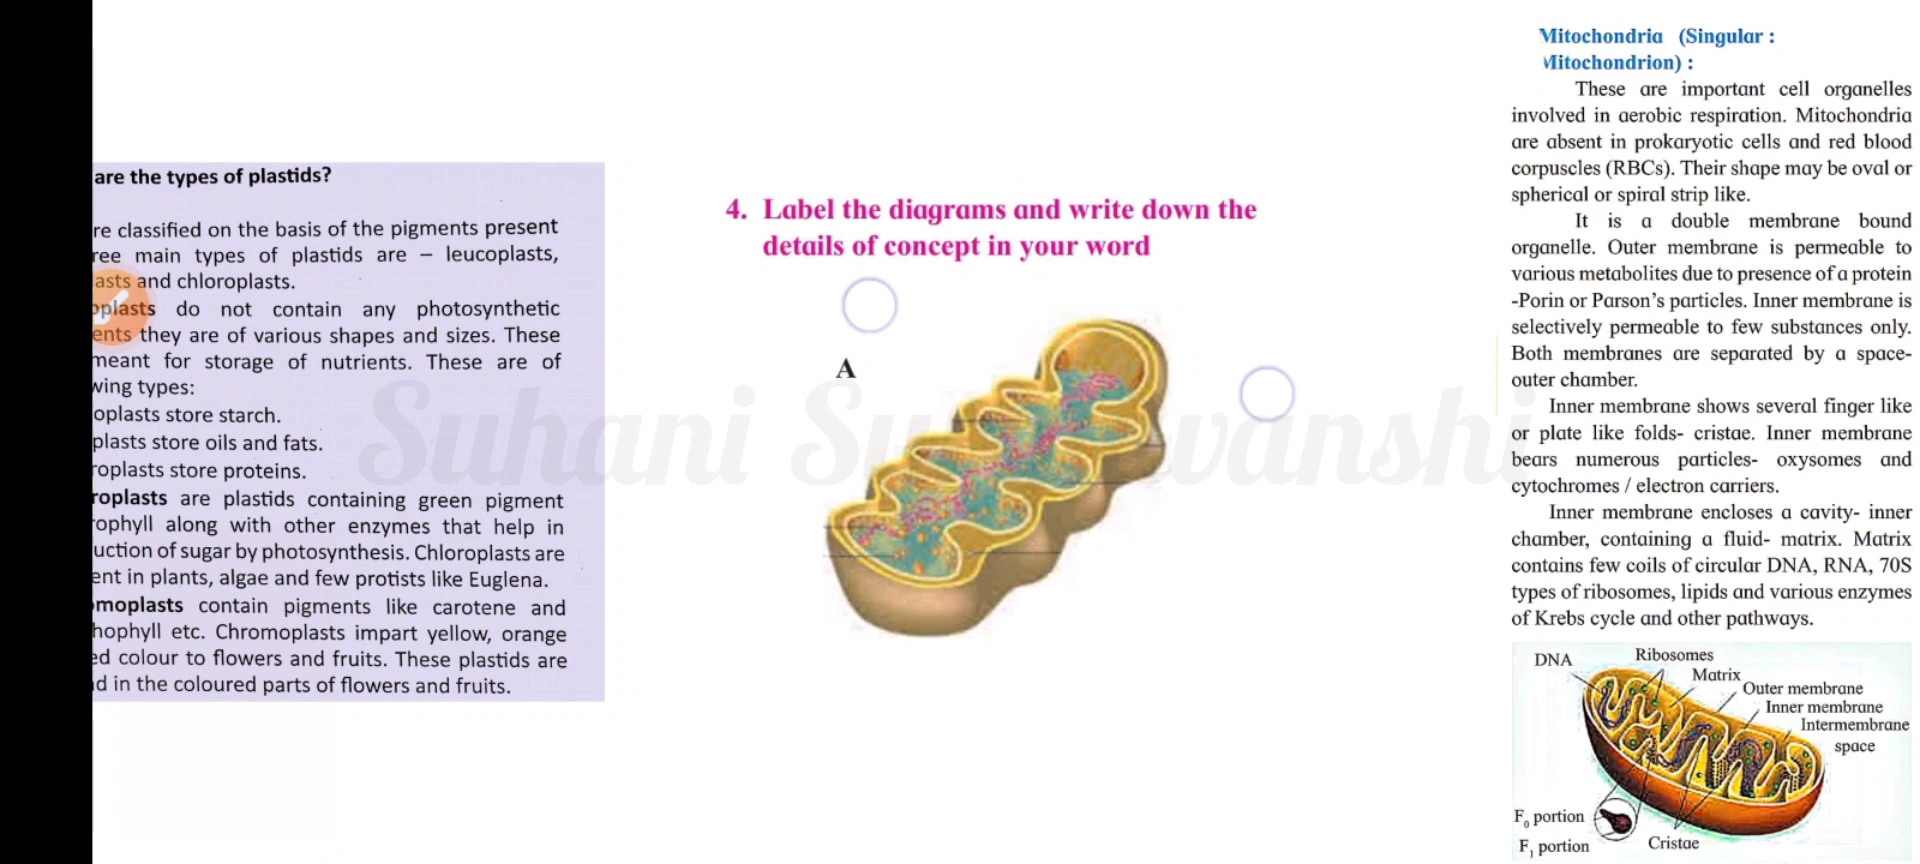 are the types of plastids?
re classified on the basis of the pigments present
ree main types of plastids are – leucoplasts,
asts and chloroplasts.
oplasts do not contain any photosynthetic
ents they are of various shapes and sizes. These
meant for storage of nutrients. These are of
wing types:
oplasts store starch.
plasts store oils and fats.
roplasts store proteins.
roplasts are plastids containing green pigment
rophyll along with other enzymes that help in
uction of sugar by photosynthesis. Chloroplasts are
ent in plants, algae and few protists like Euglena.
moplasts contain pigments like carotene and
hophyll etc. Chromoplasts impart yellow, orange
ed colour to flowers and fruits. These plastids are
d in the coloured parts of flowers and fruits.
4. Label the diagrams and write down the
details of concept in your word
A
Suhani
Mitochondria (Singular :
Mitochondrion) :
These are important cell organelles
involved in aerobic respiration. Mitochondria
are absent in prokaryotic cells and red blood
corpuscles (RBCs). Their shape may be oval or
spherical or spiral strip like.
It is a double membrane bound
organelle. Outer membrane is permeable to
various metabolites due to presence of a protein
-Porin or Parson’s particles. Inner membrane is
selectively permeable to few substances only.
Both membranes are separated by a space-
outer chamber.
Inner membrane shows several finger like
or plate like folds- cristae. Inner membrane
bears numerous particles- oxysomes and
cytochromes / electron carriers.
Inner membrane encloses a cavity- inner
chamber, containing a fluid- matrix. Matrix
contains few coils of circular DNA, RNA, 70S
types of ribosomes, lipids and various enzymes
of Krebs cycle and other pathways.
DNA
Ribosomes
Matrix
Outer membrane
Inner membrane
Intermembrane
space
F₀ portion
F₁ portion
Cristae